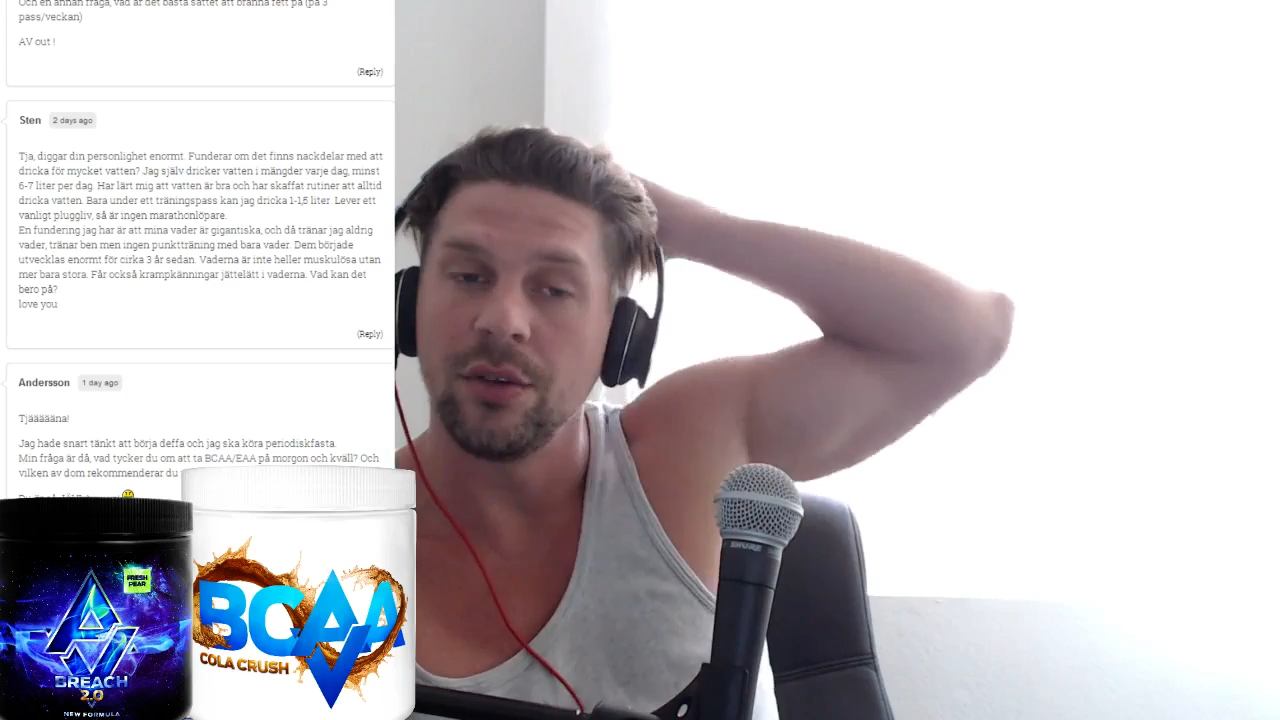 Och en annan fråga, vad är det bästa sättet att bränna fett på (på 3
pass/veckan)
AV out !
(Reply)
Sten 2 days ago
Tja, diggar din personlighet enormt. Funderar om det finns nackdelar med att
dricka för mycket vatten? Jag själv dricker vatten i mängder varje dag, minst
6-7 liter per dag. Har lärt mig att vatten är bra och har skaffat rutiner att alltid
dricka vatten. Bara under ett träningspass kan jag dricka 1-1,5 liter. Lever ett
vanligt pluggliv, så är ingen marathonlöpare.
En fundering jag har är att mina vader är gigantiska, och då tränar jag aldrig
vader, tränar ben men ingen punktträning med bara vader. Dem började
utvecklas enormt för cirka 3 år sedan. Vaderna är inte heller muskulösa utan
mer bara stora. Får också krampkänningar jättelätt i vaderna. Vad kan det
bero på?
love you
(Reply)
Andersson 1 day ago
Tjäääääna!
Jag hade snart tänkt att börja deffa och jag ska köra periodiskfasta.
Min fråga är då, vad tycker du om att ta BCAA/EAA på morgon och kväll? Och
vilken av dom rekommenderar du
FRESH
PEAR
BREACH
2.0
NEW FORMULA
BCAA
COLA CRUSH
SHURE